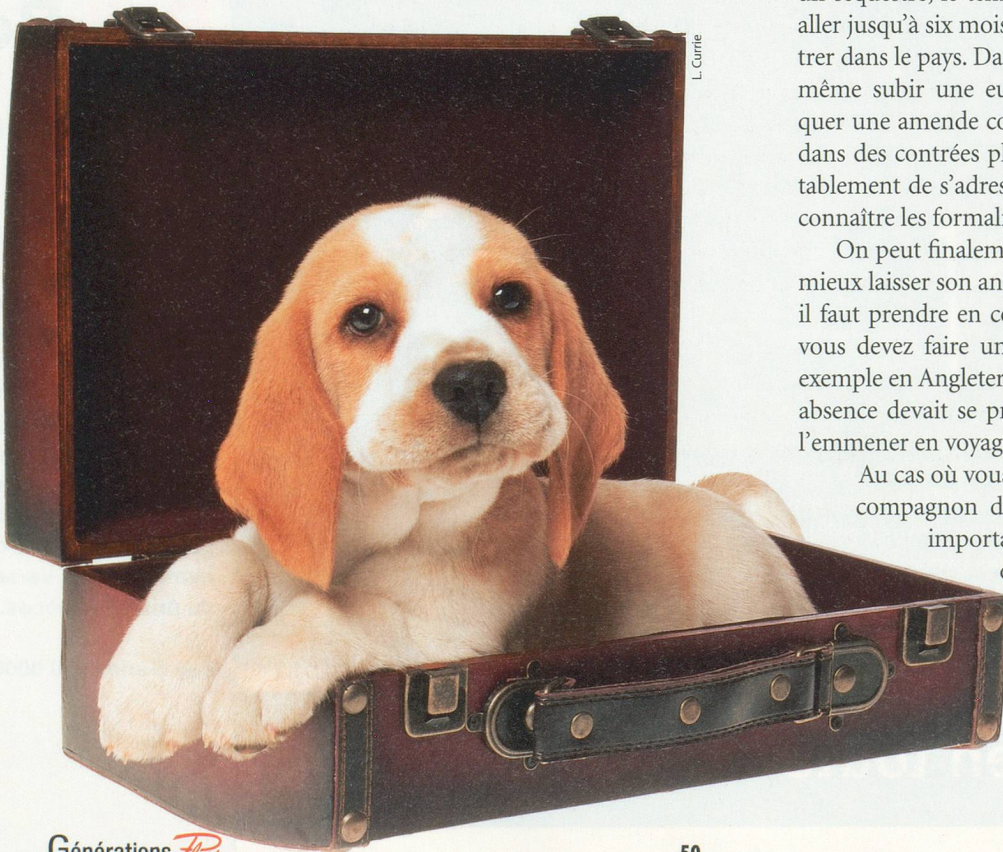 L. Currie
aller jusqu'à six mois
trer dans le pays. Da
même subir une eu
quer une amende co
dans des contrées pl
tablement de s'adres
connaître les formali
On peut finalem
mieux laisser son an
il faut prendre en co
vous devez faire un
exemple en Angleter
absence devait se pr
l'emmener en voyag
Au cas où vous
compagnon d
importa
Générations
50